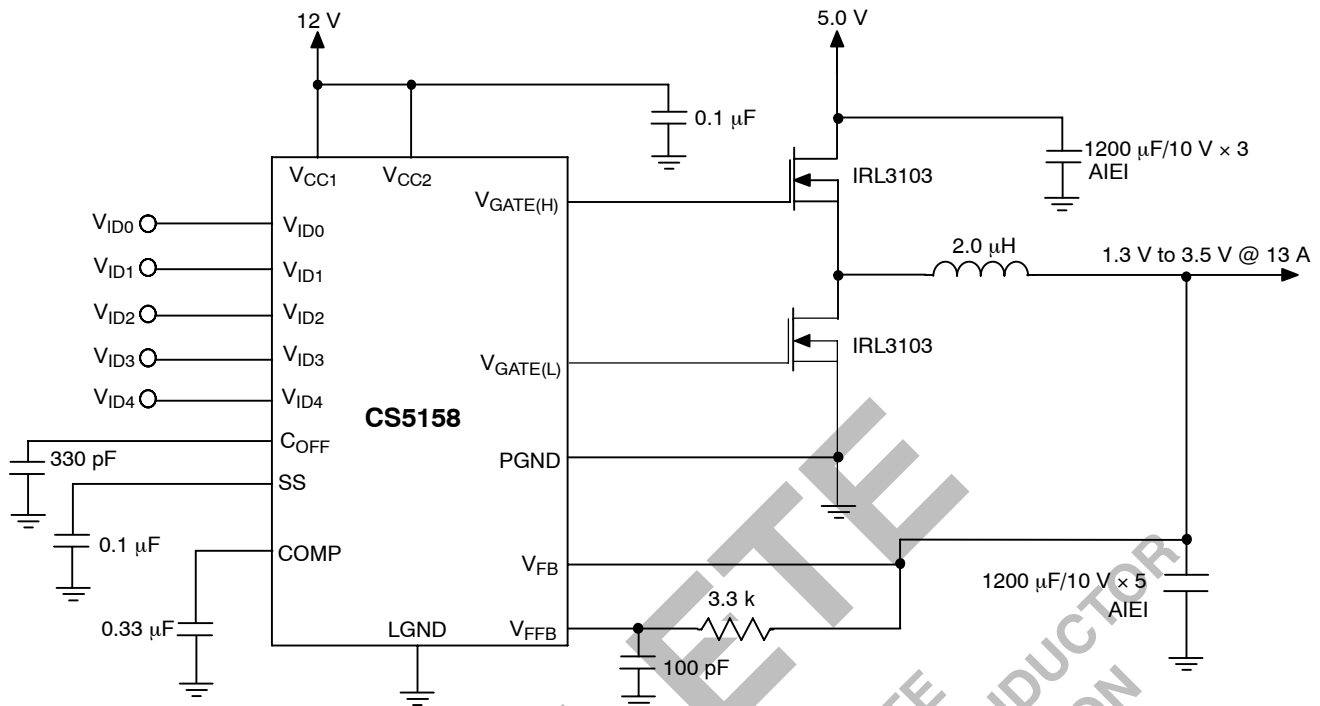 12 V
5.0 V
0.1 μF
1200 μF/10 V × 3
AIEI
VCC1
VCC2
IRL3103
VGATE(H)
VID0
VID0
VID1
VID1
VID2
VID2
VID3
VID3
VID4
VID4
2.0 μH
1.3 V to 3.5 V @ 13 A
IRL3103
VGATE(L)
CS5158
COFF
330 pF
SS
PGND
0.1 μF
COMP
VFB
1200 μF/10 V × 5
AIEI
3.3 k
0.33 μF
LGND
VFFB
100 pF
ETE